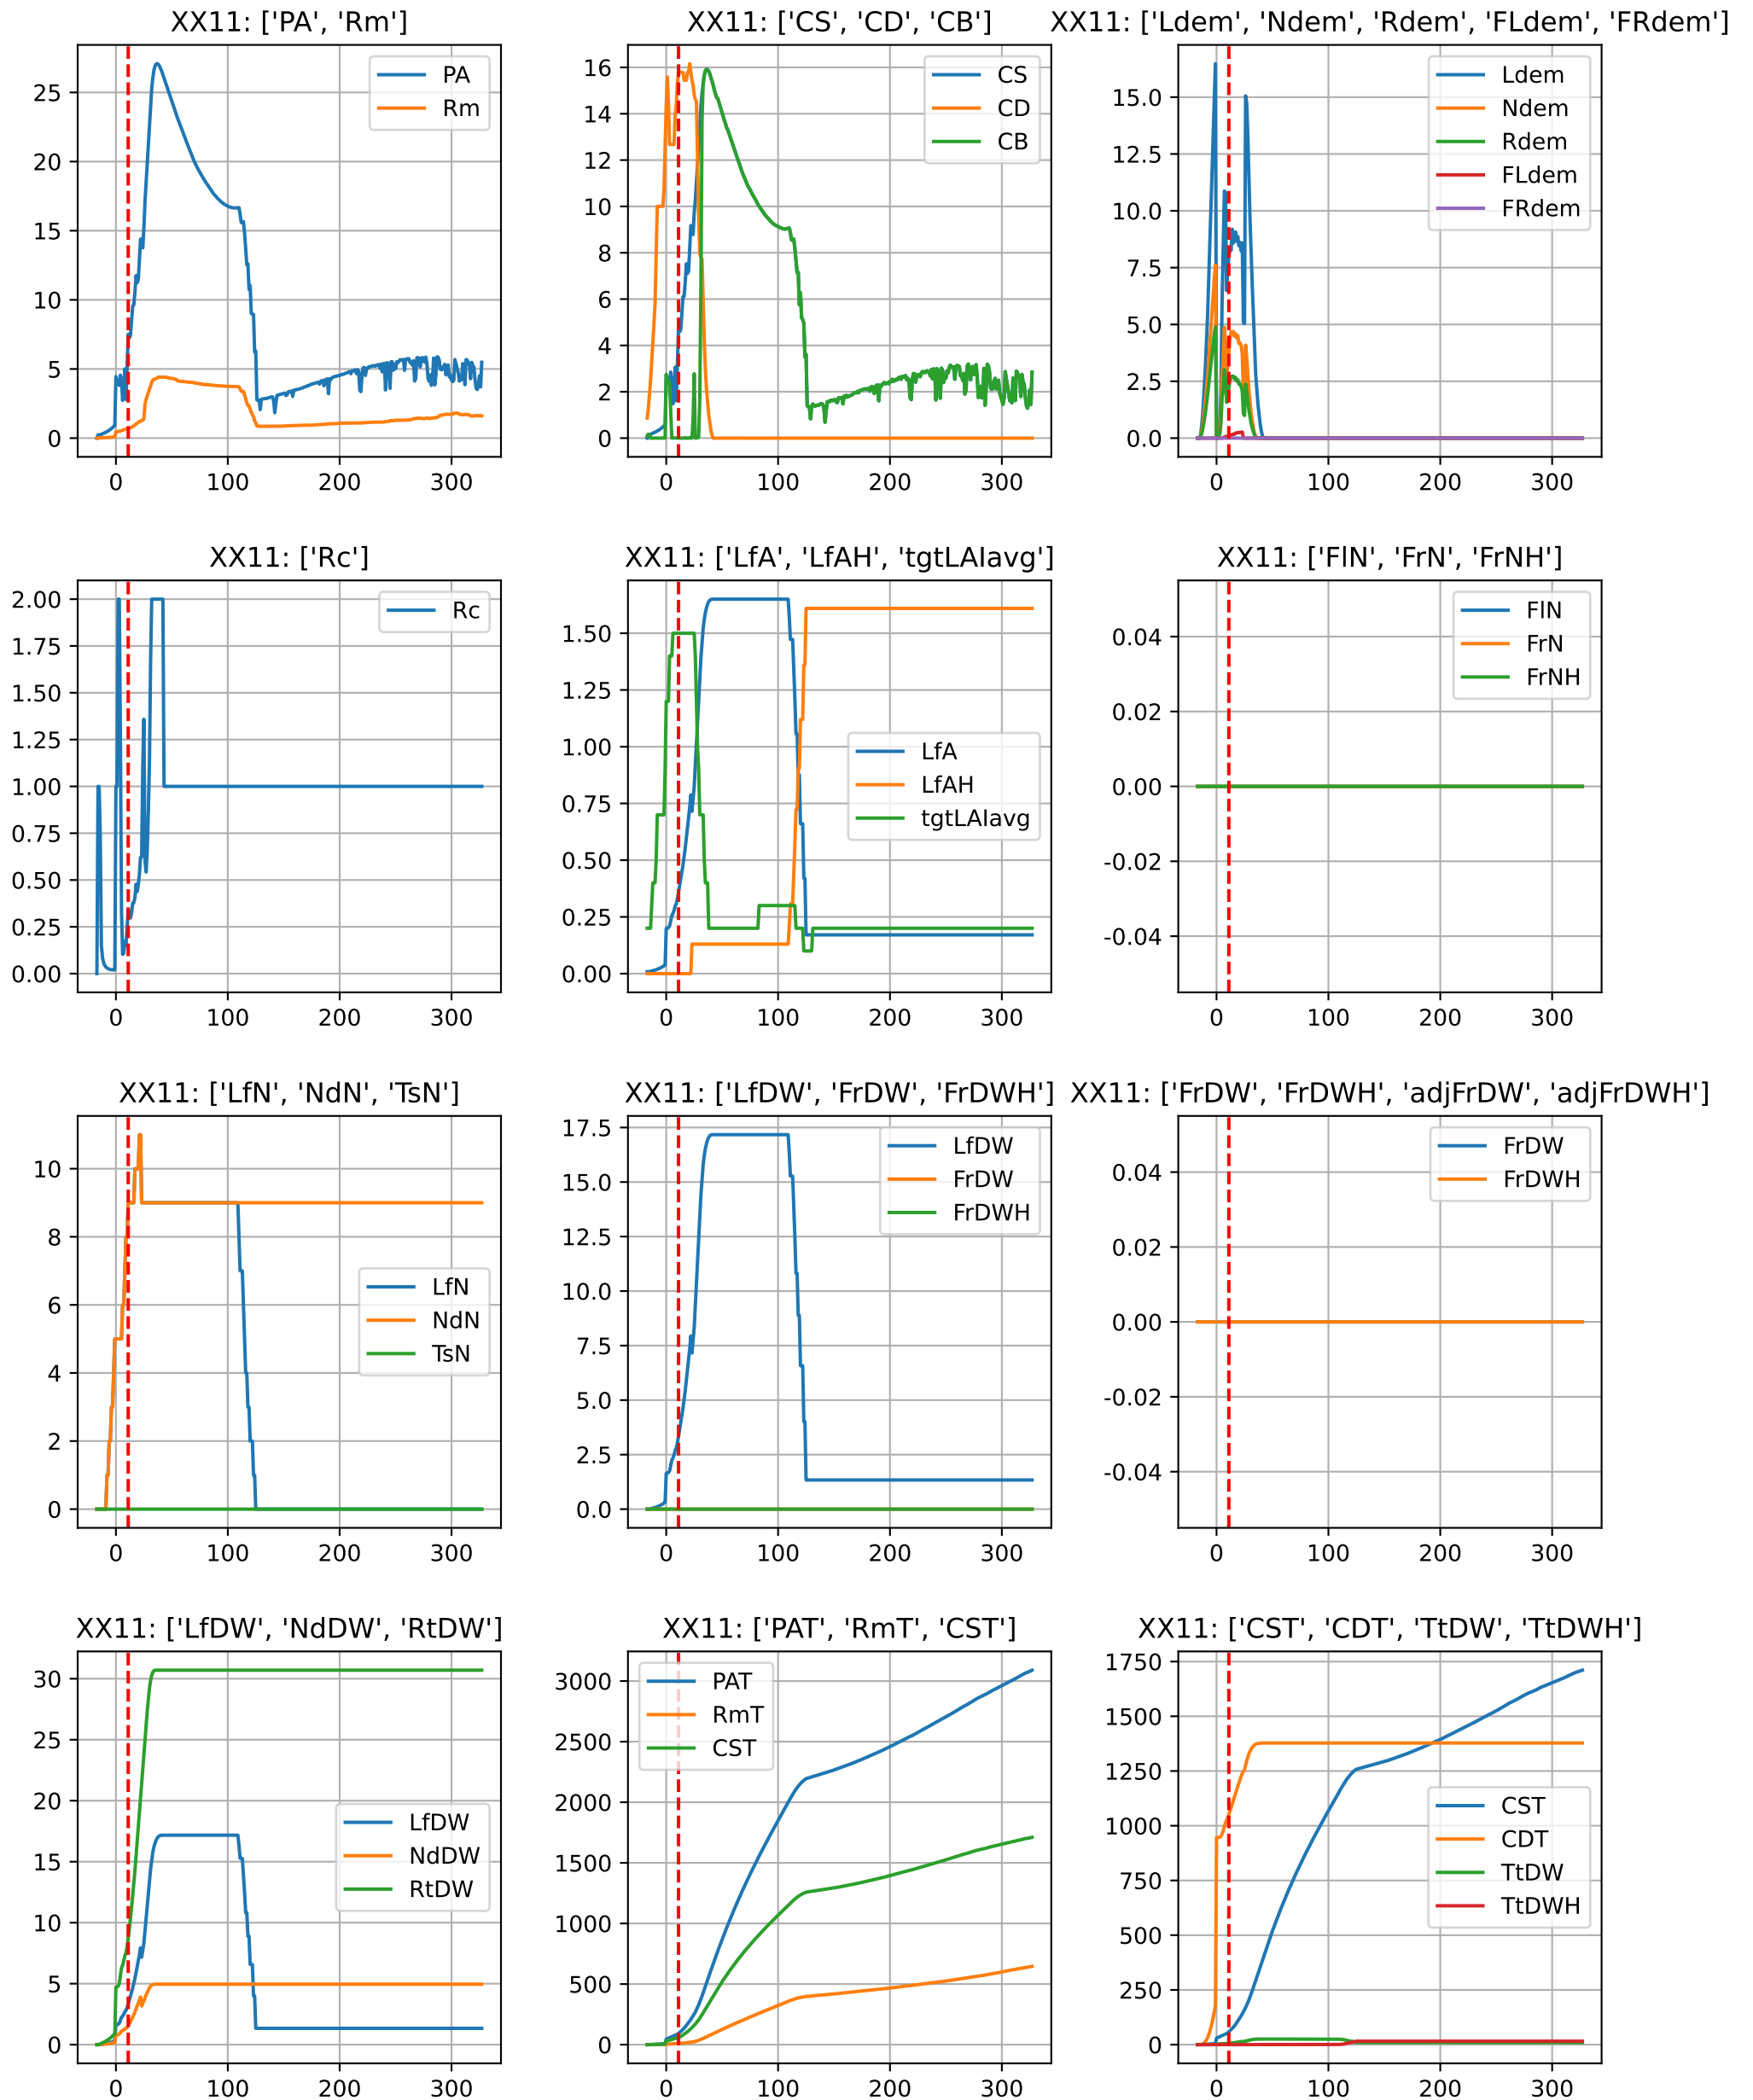 XX11: ['PA', 'Rm']
25
20
15
10
5
0
0 100 200 300
PA
Rm
XX11: ['CS', 'CD', 'CB']
16
14
12
10
8
6
4
2
0
0 100 200 300
CS
CD
CB
XX11: ['Ldem', 'Ndem', 'Rdem', 'FLdem', 'FRdem']
15.0
12.5
10.0
7.5
5.0
2.5
0.0
0 100 200 300
Ldem
Ndem
Rdem
FLdem
FRdem
XX11: ['Rc']
2.00
1.75
1.50
1.25
1.00
0.75
0.50
0.25
0.00
0 100 200 300
Rc
XX11: ['LfA', 'LfAH', 'tgtLAIavg']
1.50
1.25
1.00
0.75
0.50
0.25
0.00
0 100 200 300
LfA
LfAH
tgtLAIavg
XX11: ['FlN', 'FrN', 'FrNH']
0.04
0.02
0.00
-0.02
-0.04
0 100 200 300
FlN
FrN
FrNH
XX11: ['LfN', 'NdN', 'TsN']
10
8
6
4
2
0
0 100 200 300
LfN
NdN
TsN
XX11: ['LfDW', 'FrDW', 'FrDWH']
17.5
15.0
12.5
10.0
7.5
5.0
2.5
0.0
0 100 200 300
LfDW
FrDW
FrDWH
XX11: ['FrDW', 'FrDWH', 'adjFrDW', 'adjFrDWH']
0.04
0.02
0.00
-0.02
-0.04
0 100 200 300
FrDW
FrDWH
XX11: ['LfDW', 'NdDW', 'RtDW']
30
25
20
15
10
5
0
0 100 200 300
LfDW
NdDW
RtDW
XX11: ['PAT', 'RmT', 'CST']
3000
2500
2000
1500
1000
500
0
0 100 200 300
PAT
RmT
CST
XX11: ['CST', 'CDT', 'TtDW', 'TtDWH']
1750
1500
1250
1000
750
500
250
0
0 100 200 300
CST
CDT
TtDW
TtDWH